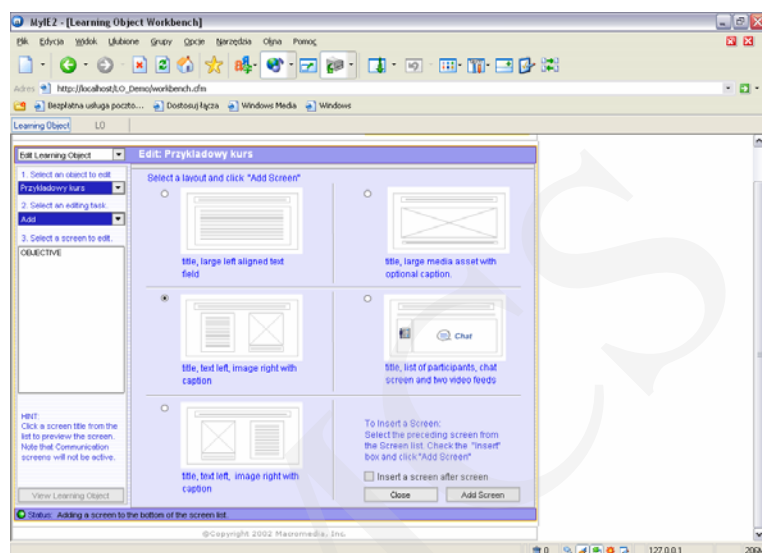 MyIE2 - [Learning Object Workbench]
Plik Edycja Widok Ulubione Grupy Opcje Narzędzia Okna Pomoc
Adres http://localhost/LO_Demo/workbench.cfm
Bezpłatna usługa poczto... Dostosuj łącza Windows Media Windows
Learning Object LO
Edit Learning Object
Edit: Przykladowy kurs
1. Select an object to edit
Przykladowy kurs
2. Select an editing task.
Add
3. Select a screen to edit.
OBJECTIVE
HINT:
Click a screen title from the
list to preview the screen.
Note that Communication
screens will not be active.
View Learning Object
Select a layout and click "Add Screen"
title, large left aligned text
field
title, large media asset with
optional caption.
title, text left, image right with
caption
Chat
title, list of participants, chat
screen and two video feeds
title, text left, image right with
caption
To Insert a Screen:
Select the preceding screen from
the Screen list. Check the "Insert"
box and click "Add Screen"
Insert a screen after screen
Close Add Screen
Status: Adding a screen to the bottom of the screen list.
©Copyright 2002 Macromedia, Inc.
0 127.0.0.1